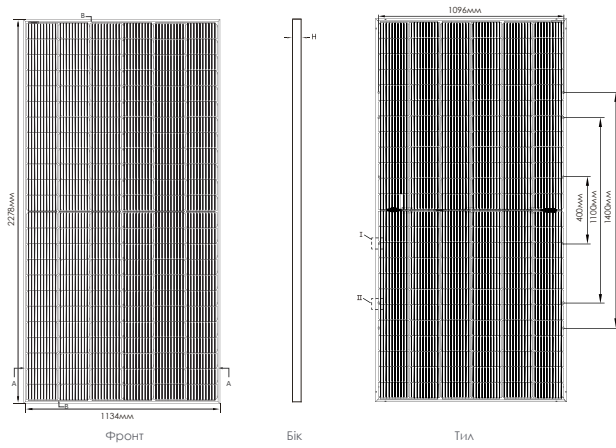 B
2278мм
A
A
B
1134мм
Фронт
H
Бік
1096мм
400мм
1100мм
1400мм
I
II
Тил